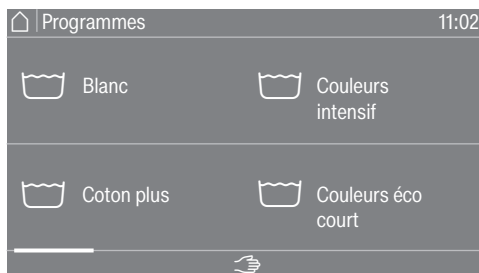 Programmes 11:02
Blanc
Couleurs
intensif
Coton plus
Couleurs éco
court